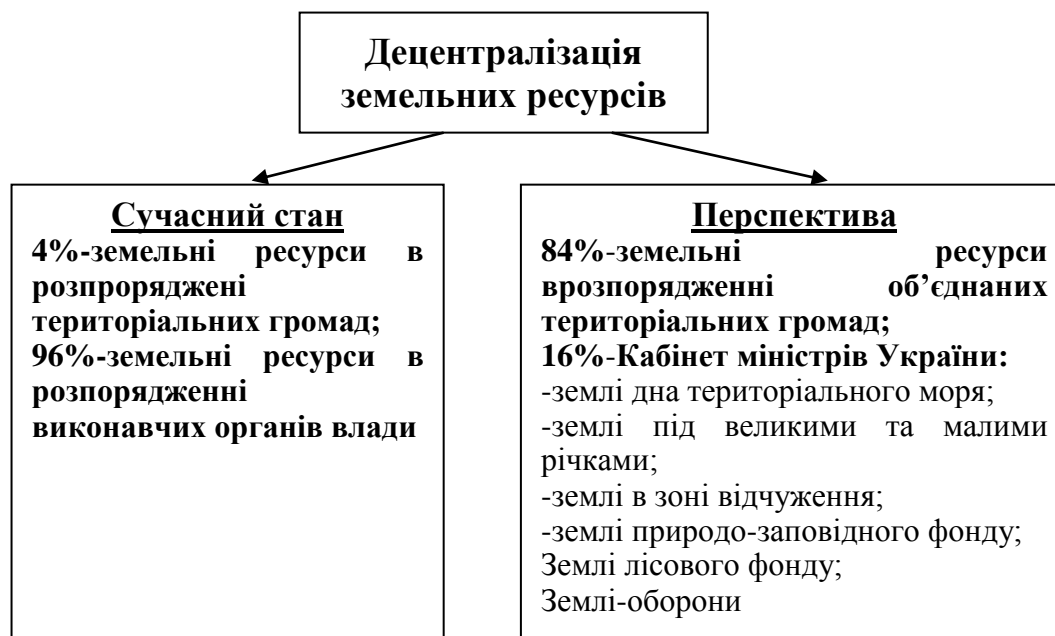 Децентралізація
земельних ресурсів
Сучасний стан
4%-земельні ресурси в
розпроряджені
територіальних громад;
96%-земельні ресурси в
розпорядженні
виконавчих органів влади
Перспектива
84%-земельні ресурси
врозпорядженні об’єднаних
територіальних громад;
16%-Кабінет міністрів України:
-землі дна територіального моря;
-землі під великими та малими
річками;
-землі в зоні відчуження;
-землі природо-заповідного фонду;
Землі лісового фонду;
Землі-оборони